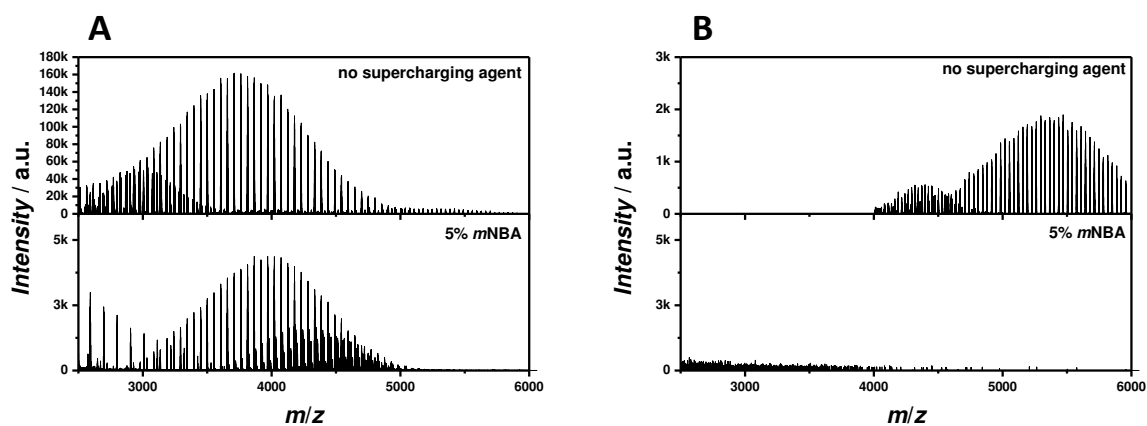 A
B
Intensity / a.u.
180k
160k
140k
120k
100k
80k
60k
40k
20k
0
no supercharging agent
5k
3k
0
5% mNBA
3000 4000 5000 6000
m/z
Intensity / a.u.
3k
2k
1k
0
no supercharging agent
5k
3k
0
5% mNBA
3000 4000 5000 6000
m/z